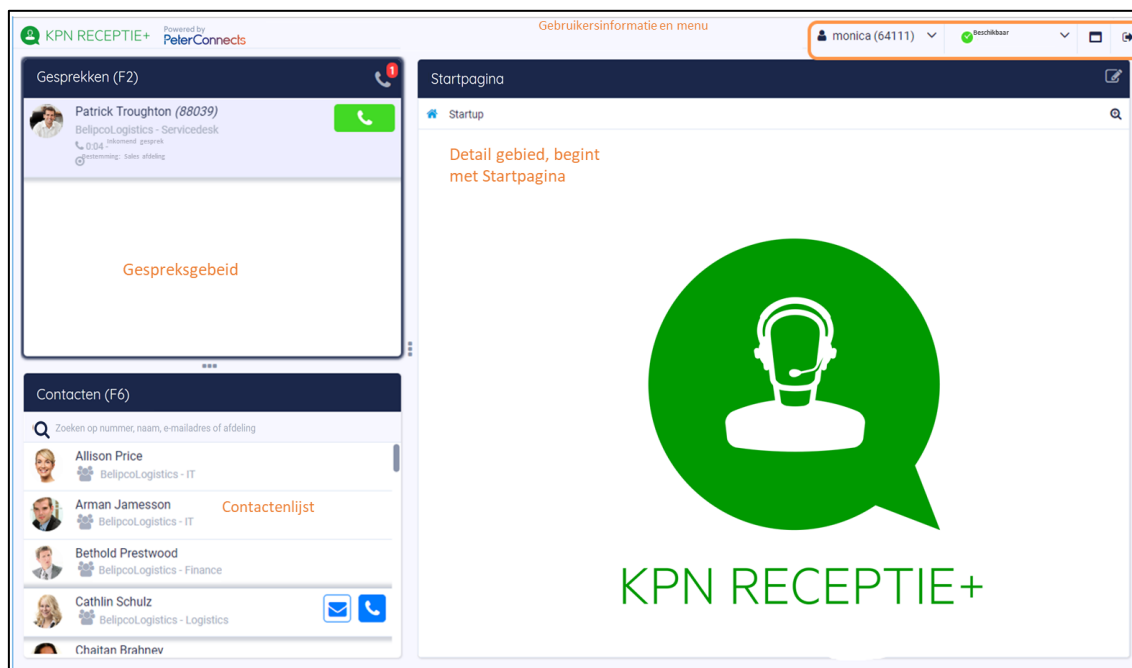 Gebruikersinformatie en menu
KPN RECEPTIE+
Powered by
PeterConnects
monica (64111)
Beschikbaar
Gesprekken (F2)
1
Patrick Troughton (88039)
BelipcoLogistics - Servicedesk
0:04 - inkomend gesprek
Bestemming: Sales afdeling
Gespreksgebeid
Contacten (F6)
Zoeken op nummer, naam, e-mailadres of afdeling
Allison Price
BelipcoLogistics - IT
Arman Jamesson
BelipcoLogistics - IT
Contactenlijst
Bethold Prestwood
BelipcoLogistics - Finance
Cathlin Schulz
BelipcoLogistics - Logistics
Chaitan Brahney
Startpagina
Startup
Detail gebied, begint
met Startpagina
KPN RECEPTIE+